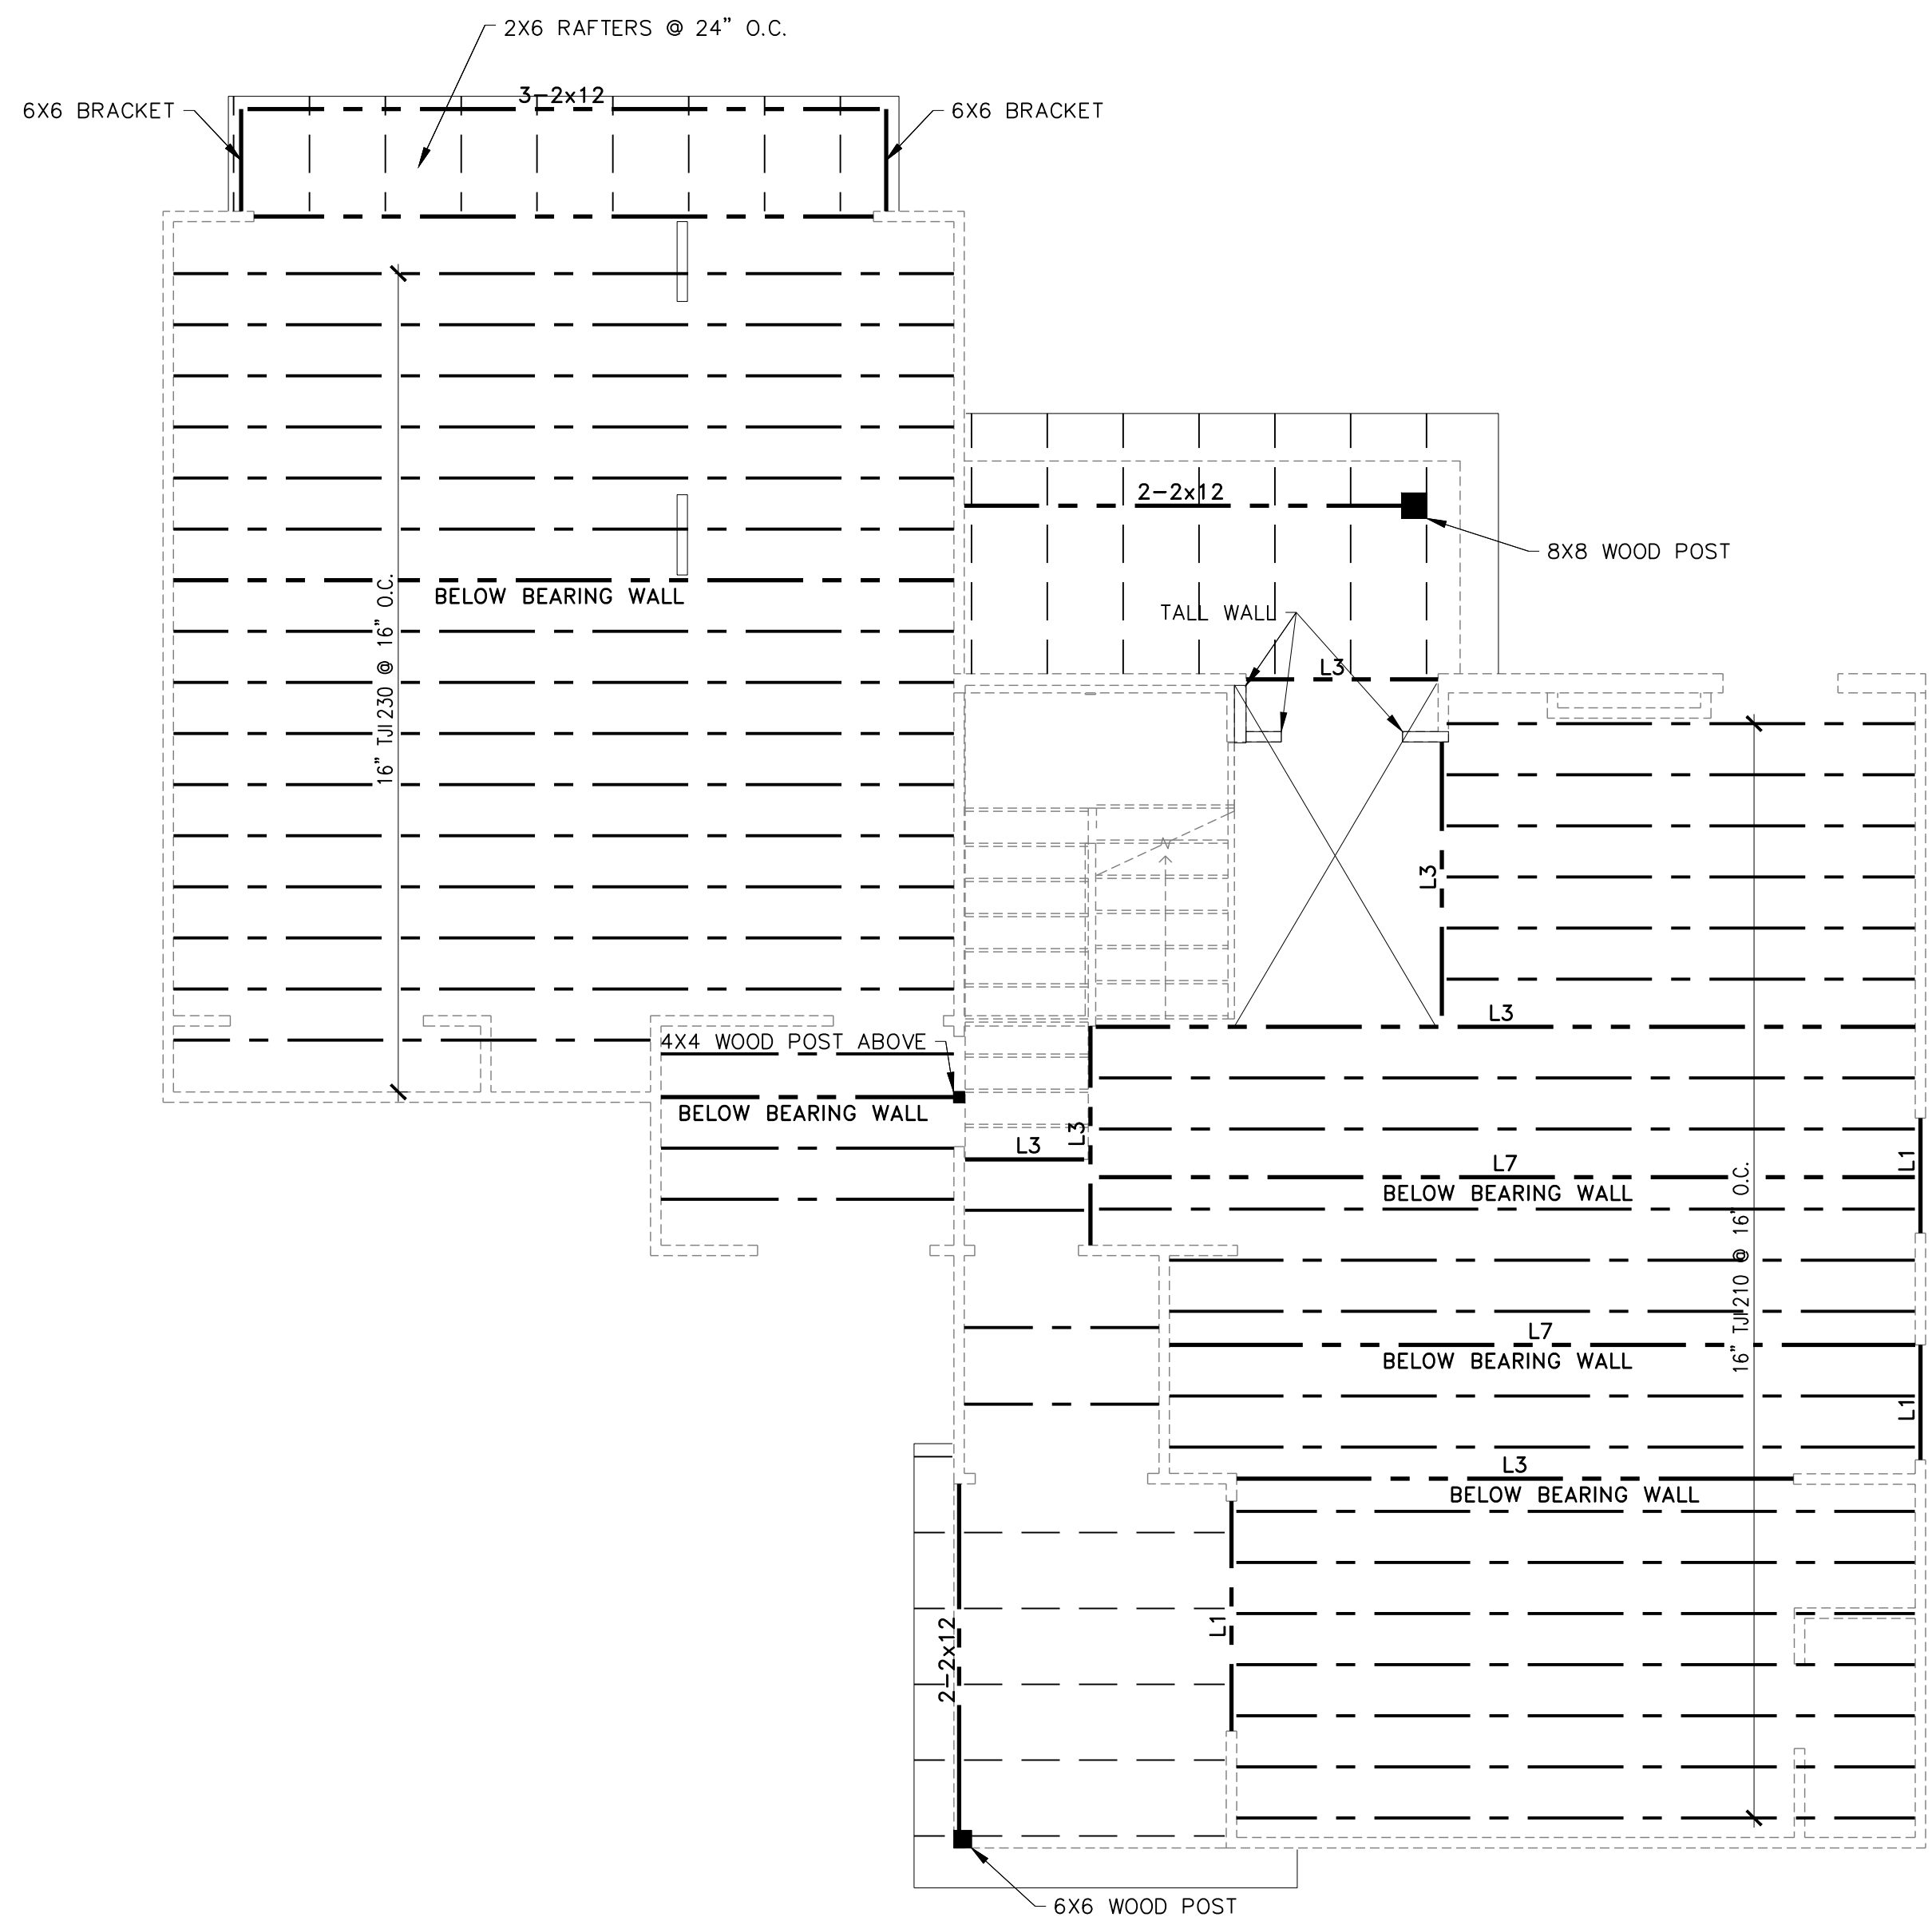 2X6 RAFTERS @ 24" O.C.
3-2x12
6X6 BRACKET
6X6 BRACKET
2-2x12
8X8 WOOD POST
BELOW BEARING WALL
16" TJI 230 @ 16" O.C.
TALL WALL
L3
L3
L3
4X4 WOOD POST ABOVE
BELOW BEARING WALL
L3
L3
L1
L7
BELOW BEARING WALL
16" TJI 210 @ 16" O.C.
L7
BELOW BEARING WALL
L1
L3
BELOW BEARING WALL
L1
2-2x12
6X6 WOOD POST